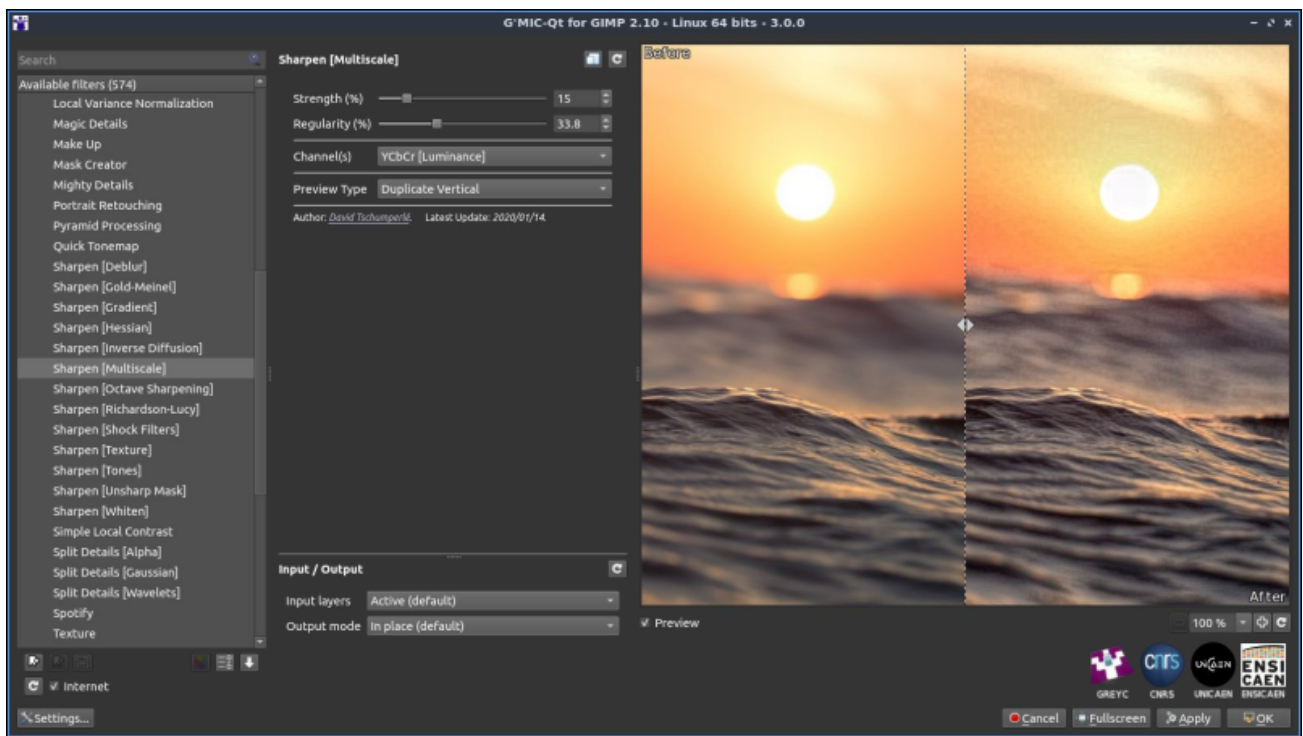 G'MIC-Qt for GIMP 2.10 - Linux 64 bits - 3.0.0
Search
Available filters (574)
Local Variance Normalization
Magic Details
Make Up
Mask Creator
Mighty Details
Portrait Retouching
Pyramid Processing
Quick Tonemap
Sharpen [Deblur]
Sharpen [Gold-Meinel]
Sharpen [Gradient]
Sharpen [Hessian]
Sharpen [Inverse Diffusion]
Sharpen [Multiscale]
Sharpen [Octave Sharpening]
Sharpen [Richardson-Lucy]
Sharpen [Shock Filters]
Sharpen [Texture]
Sharpen [Tones]
Sharpen [Unsharp Mask]
Sharpen [Whiten]
Simple Local Contrast
Split Details [Alpha]
Split Details [Gaussian]
Split Details [Wavelets]
Spotify
Texture
Internet
Settings...
Sharpen [Multiscale]
Strength (%) 15
Regularity (%) 33.8
Channel(s) YCbCr [Luminance]
Preview Type Duplicate Vertical
Author: David Tschumperlé. Latest Update: 2020/01/14.
Input / Output
Input layers Active (default)
Output mode In place (default)
Before
After
Preview
100 %
CNRS
UNICAEN
ENSI
CAEN
GREYC CNRS UNICAEN ENSICAEN
Cancel Fullscreen Apply OK